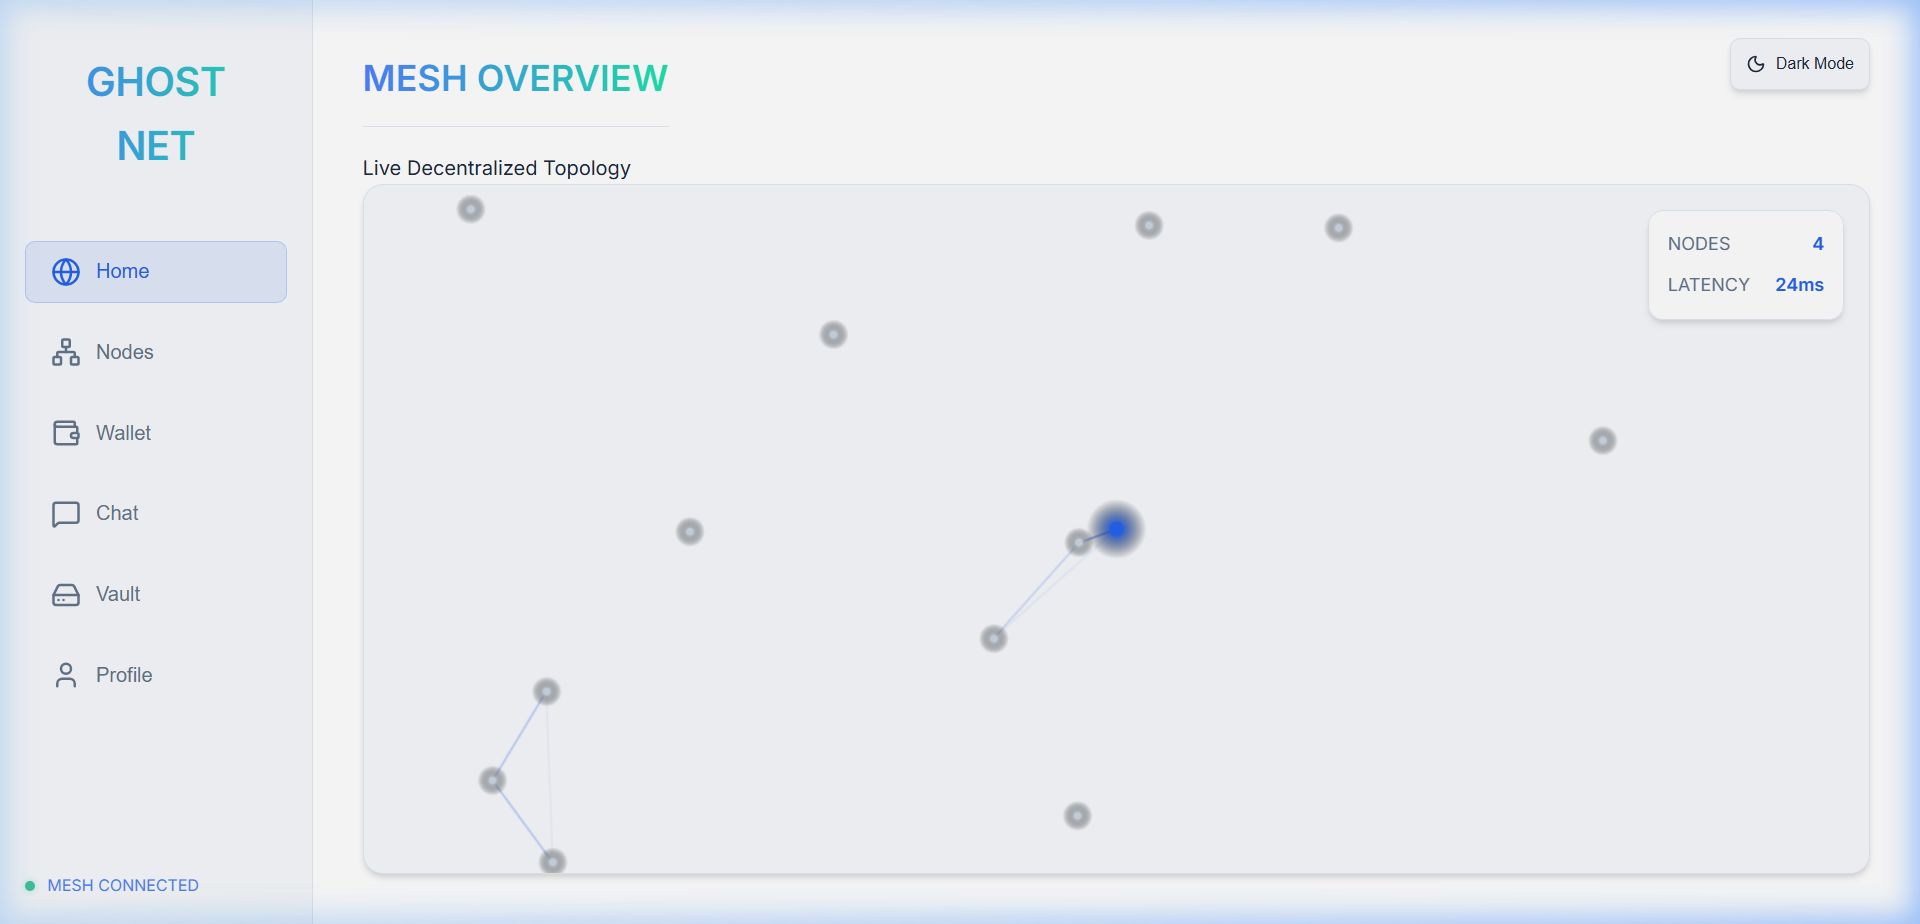 GHOST
NET
Home
Nodes
Wallet
Chat
Vault
Profile
MESH CONNECTED
MESH OVERVIEW
Dark Mode
Live Decentralized Topology
NODES 4
LATENCY 24ms